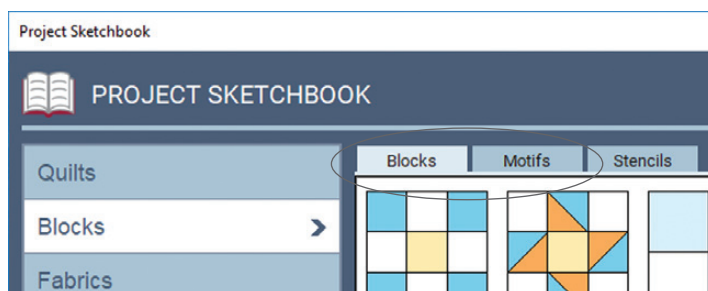 Project Sketchbook
PROJECT SKETCHBOOK
Quilts
Blocks
Fabrics
Blocks Motifs Stencils